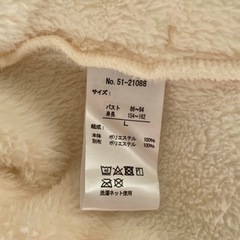 No. 51-21088
サイズ:
バスト 86~94
身長 154~162
L
組成:
本体 ポリエステル 100%
別布 ポリエステル 100%
洗濯ネット使用